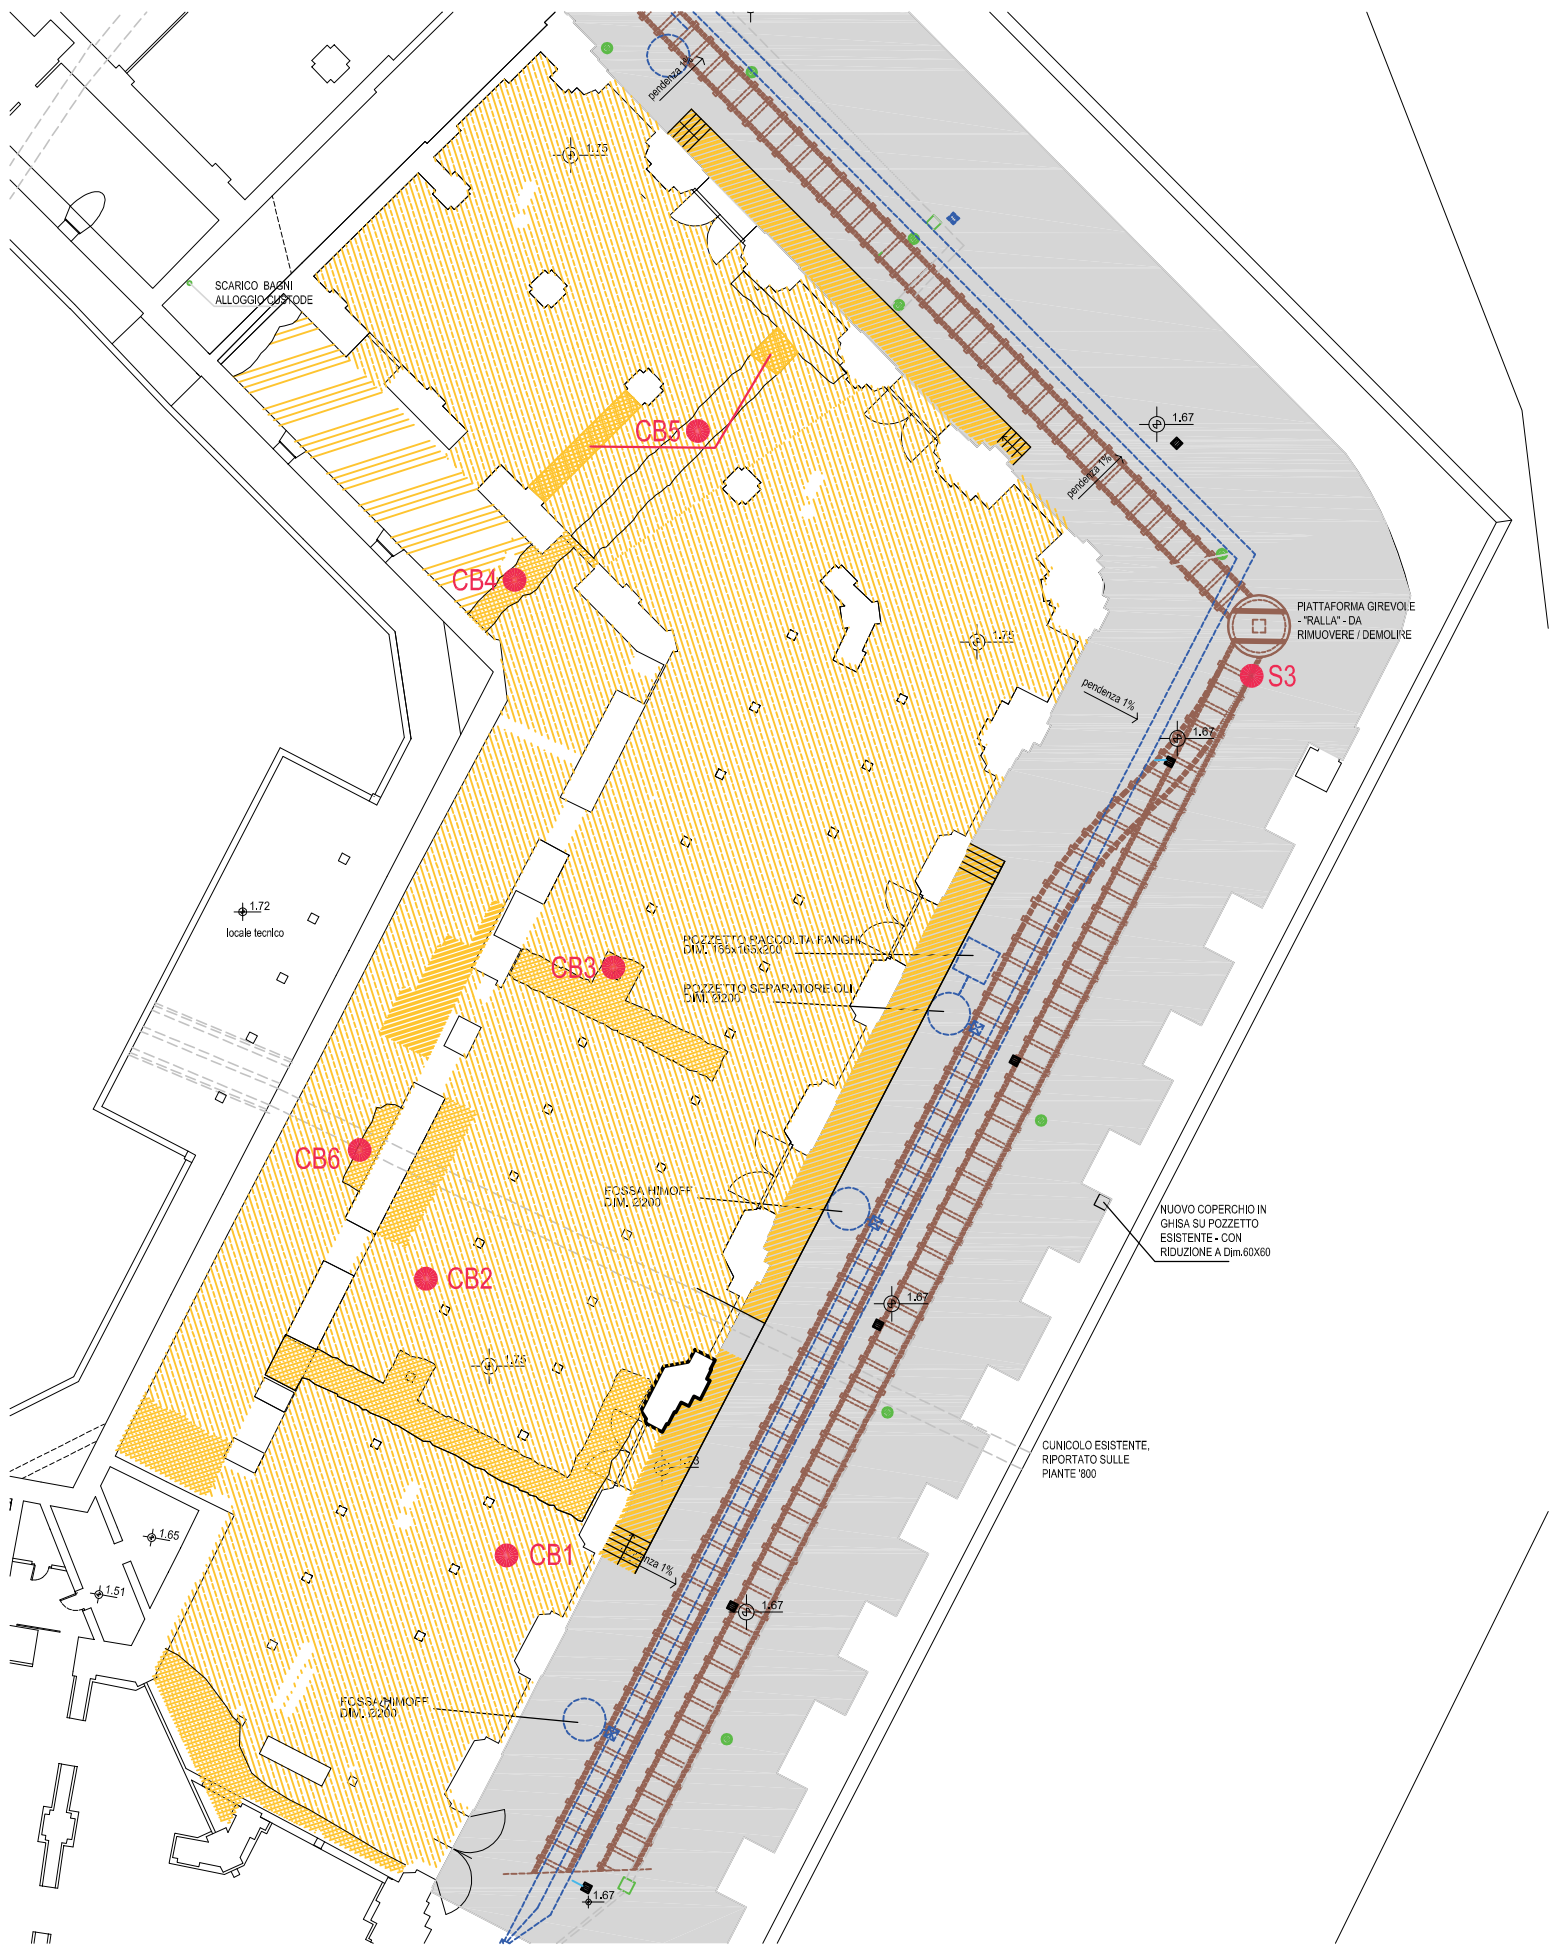 pendenza 1%
1.75
SCARICO BAGNI
ALLOGGIO CUSTODE
1.67
CB5
pendenza 1%
CB4
PIATTAFORMA GIREVOLE
- "RALLA" - DA
RIMUOVERE / DEMOLIRE
1.75
S3
pendenza 1%
1.67
1.72
locale tecnico
POZZETTO RACCOLTA FANGHI
DIM. 165x165x200
CB3
POZZETTO SEPARATORE OLI
DIM. Ø200
CB6
FOSSA HIMOFF
DIM. Ø200
NUOVO COPERCHIO IN
GHISA SU POZZETTO
ESISTENTE - CON
RIDUZIONE A Dim.60X60
CB2
1.67
1.75
CUNICOLO ESISTENTE,
RIPORTATO SULLE
PIANTE '800
1.65
CB1
1%
1.51
1.67
FOSSA HIMOFF
DIM. Ø200
1.67